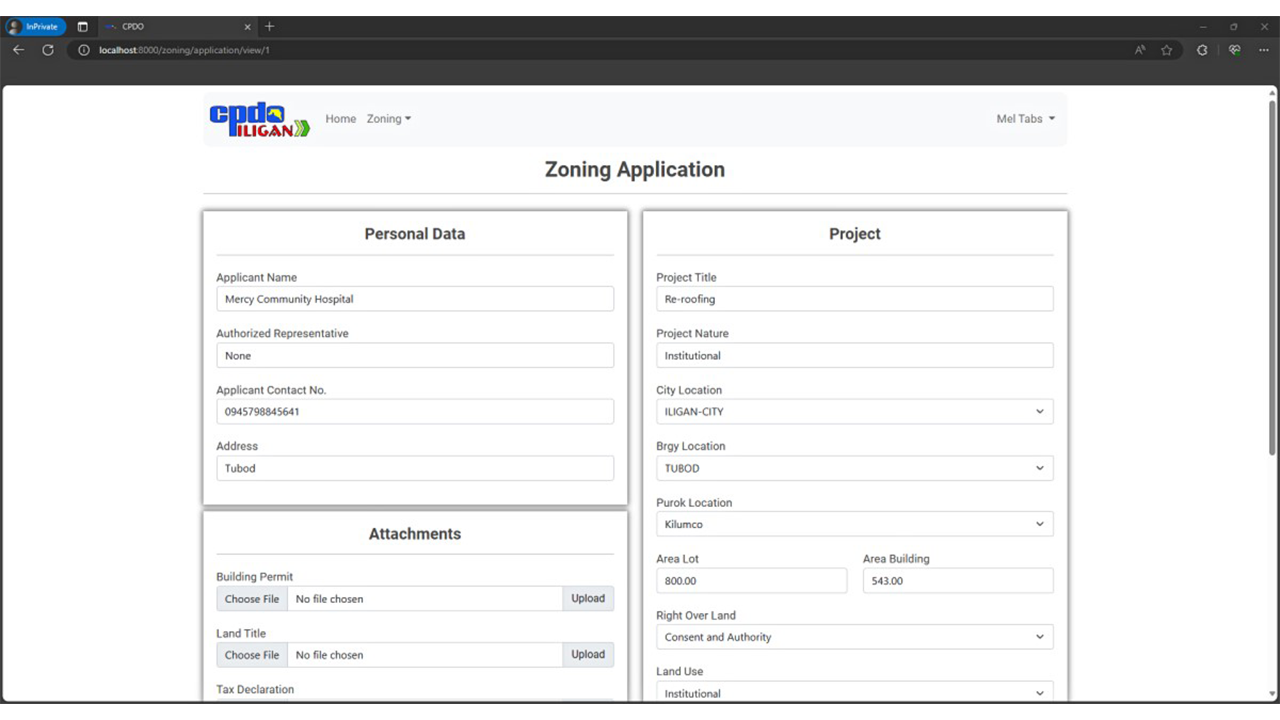 InPrivate
CPDO
localhost:8000/zoning/application/view/1
cpdo
ILIGAN
Home Zoning
Mel Tabs
Zoning Application
Personal Data
Applicant Name
Mercy Community Hospital
Authorized Representative
None
Applicant Contact No.
0945798845641
Address
Tubod
Attachments
Building Permit
Choose File No file chosen Upload
Land Title
Choose File No file chosen Upload
Tax Declaration
Project
Project Title
Re-roofing
Project Nature
Institutional
City Location
ILIGAN-CITY
Brgy Location
TUBOD
Purok Location
Kilumco
Area Lot Area Building
800.00 543.00
Right Over Land
Consent and Authority
Land Use
Institutional